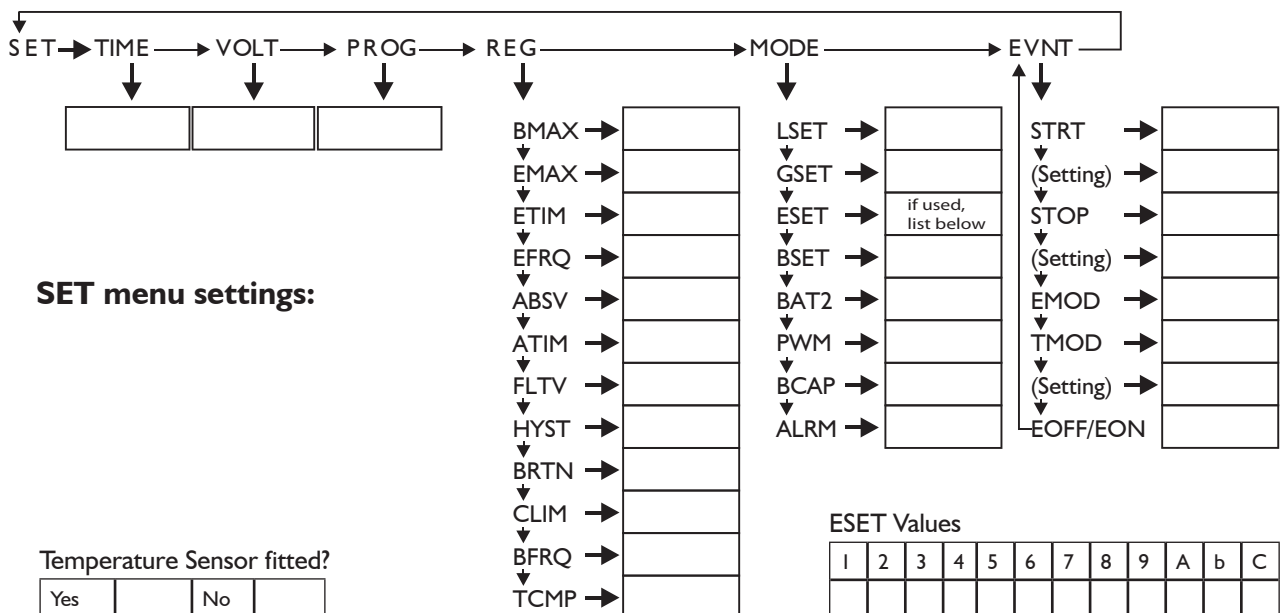 SET TIME VOLT PROG REG MODE EVNT
BMAX LSET STRT
EMAX GSET (Setting)
ETIM ESET if used, STOP
list below
EFRQ BSET (Setting)
SET menu settings:
ABSV BAT2 EMOD
ATIM PWM TMOD
FLTV BCAP (Setting)
HYST ALRM EOFF/EON
BRTN
CLIM
ESET Values
BFRQ
Temperature Sensor fitted?
1 2 3 4 5 6 7 8 9 A b C
Yes No
TCMP